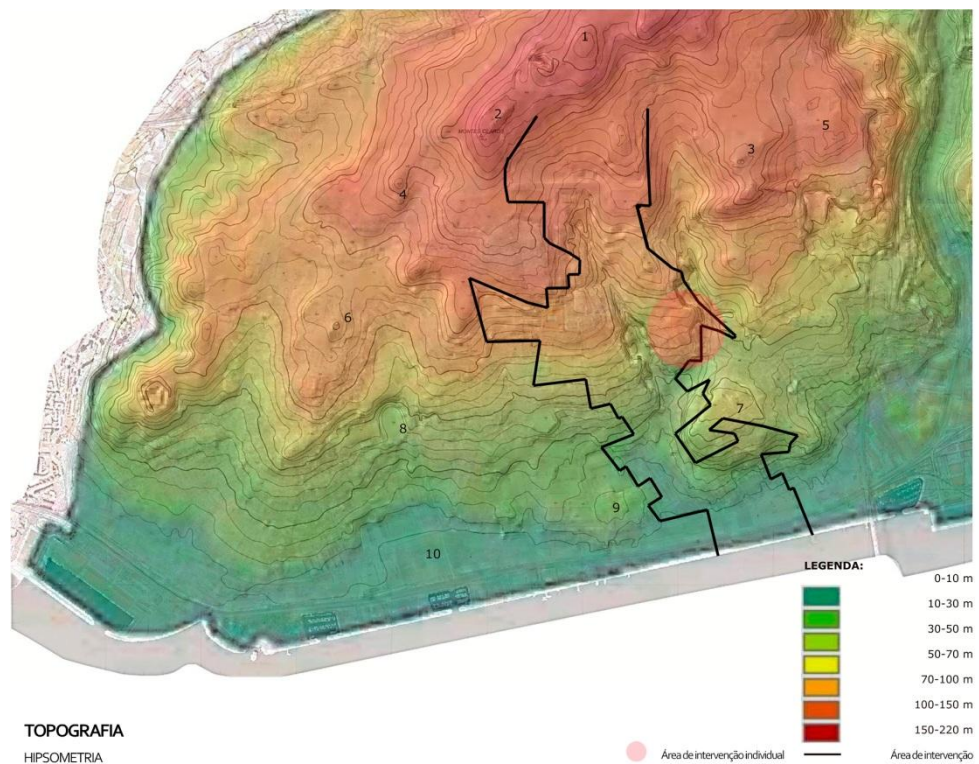 1
2
5
3
4
6
7
8
9
10
LEGENDA:
0-10 m
10-30 m
30-50 m
50-70 m
70-100 m
100-150 m
150-220 m
TOPOGRAFIA
HIPSOMETRIA
Área de intervenção individual
Área de intervenção